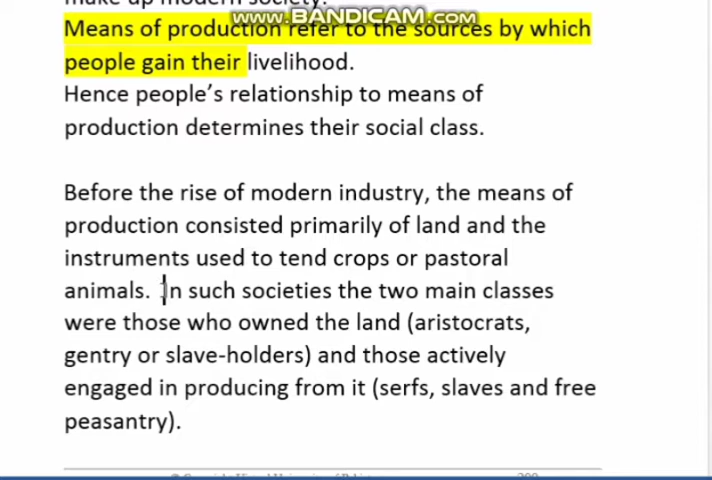 make up modern society.
www.BANDICAM.com
Means of production refer to the sources by which
people gain their livelihood.
Hence people's relationship to means of
production determines their social class.
Before the rise of modern industry, the means of
production consisted primarily of land and the
instruments used to tend crops or pastoral
animals. In such societies the two main classes
were those who owned the land (aristocrats,
gentry or slave-holders) and those actively
engaged in producing from it (serfs, slaves and free
peasantry).